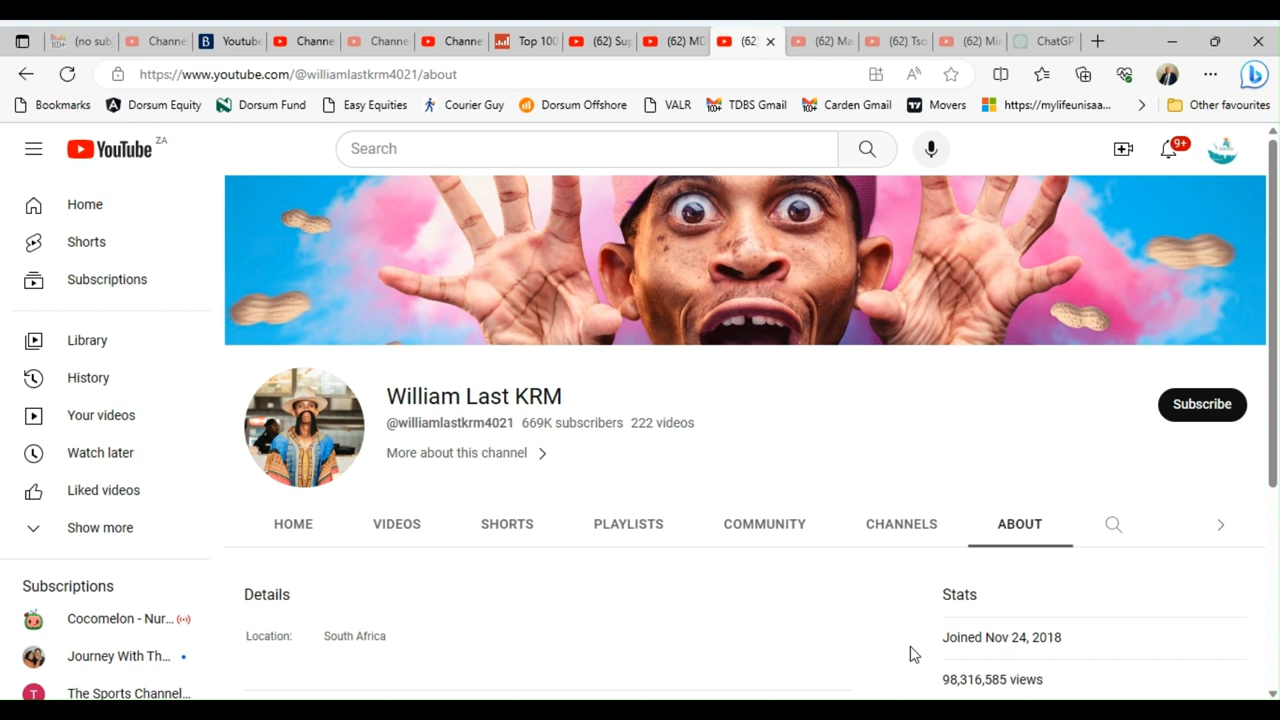 (no sub
Channe
Youtube
Channe
Channe
Channe
Top 100
(62) Sup
(62) MD
(62)
(62) Ma
(62) Tso
(62) Mir
ChatGP
https://www.youtube.com/@williamlastkrm4021/about
Bookmarks
Dorsum Equity
Dorsum Fund
Easy Equities
Courier Guy
Dorsum Offshore
VALR
TDBS Gmail
Carden Gmail
Movers
https://mylifeunisaa...
Other favourites
YouTube ZA
Search
9+
Home
Shorts
Subscriptions
Library
History
Your videos
Watch later
Liked videos
Show more
Subscriptions
Cocomelon - Nur...
Journey With Th...
T The Sports Channel...
William Last KRM
@williamlastkrm4021 669K subscribers 222 videos
More about this channel
Subscribe
HOME VIDEOS SHORTS PLAYLISTS COMMUNITY CHANNELS ABOUT
Details
Location: South Africa
Stats
Joined Nov 24, 2018
98,316,585 views